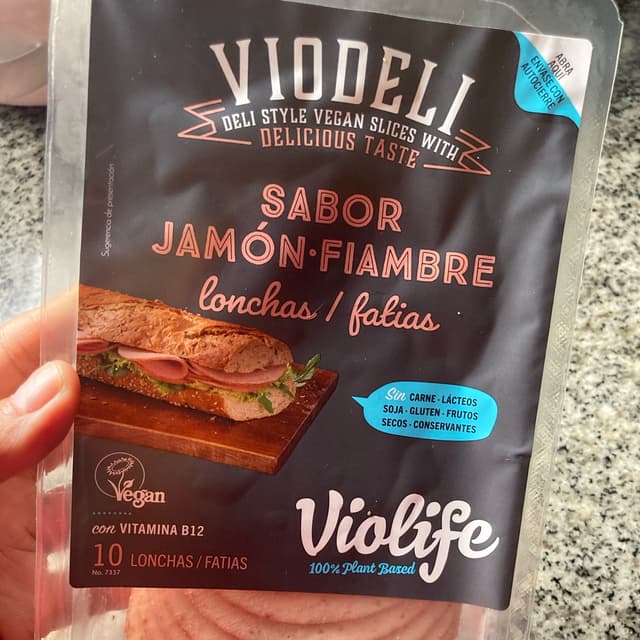 VIODELI
DELI STYLE VEGAN SLICES WITH
DELICIOUS TASTE
ABRA
AQUÍ
ENVASE CON
AUTOCIERRE
Sugerencia de presentación
SABOR
JAMÓN·FIAMBRE
lonchas / fatias
Sin CARNE - LÁCTEOS
SOJA - GLUTEN - FRUTOS
SECOS - CONSERVANTES
Vegan
con VITAMINA B12
10 LONCHAS / FATIAS
No. 7337
Violife
100% Plant Based